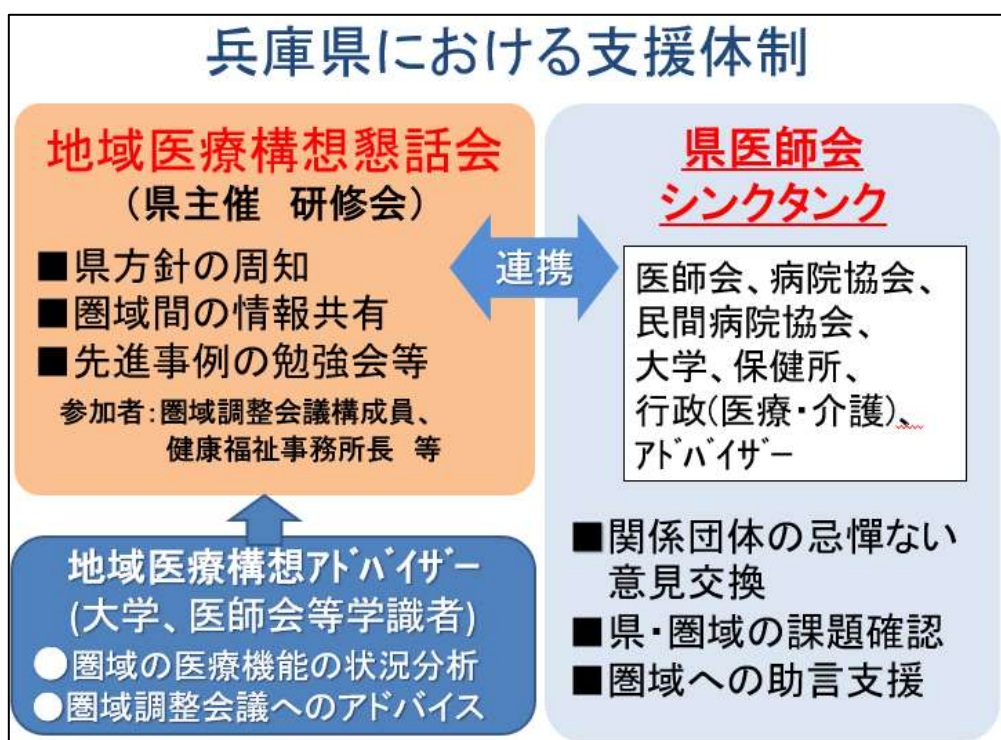 兵庫県における支援体制
地域医療構想懇話会
（県主催　研修会）
■県方針の周知
■圏域間の情報共有
■先進事例の勉強会等
参加者：圏域調整会議構成員、
健康福祉事務所長　等
連携
県医師会
シンクタンク
医師会、病院協会、
民間病院協会、
大学、保健所、
行政(医療・介護)、
ｱﾄﾞﾊﾞｲｻﾞｰ
■関係団体の忌憚ない
意見交換
■県・圏域の課題確認
■圏域への助言支援
地域医療構想ｱﾄﾞﾊﾞｲｻﾞｰ
(大学、医師会等学識者)
●圏域の医療機能の状況分析
●圏域調整会議へのアドバイス